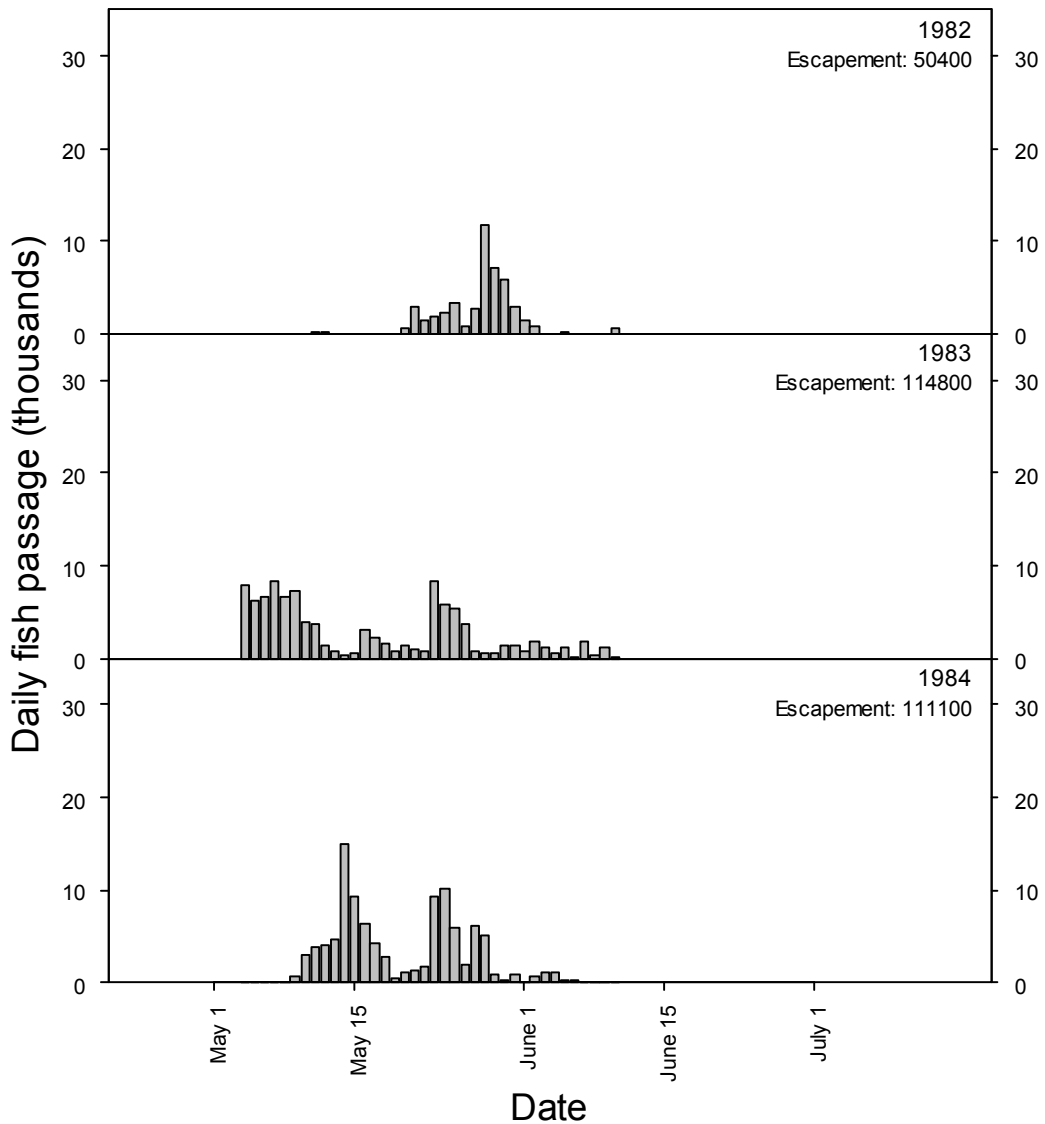 Daily fish passage (thousands)
1982
Escapement: 50400
30
20
10
0
30
20
10
0
1983
Escapement: 114800
30
20
10
0
30
20
10
0
1984
Escapement: 111100
30
20
10
0
30
20
10
0
May 1
May 15
June 1
June 15
July 1
Date